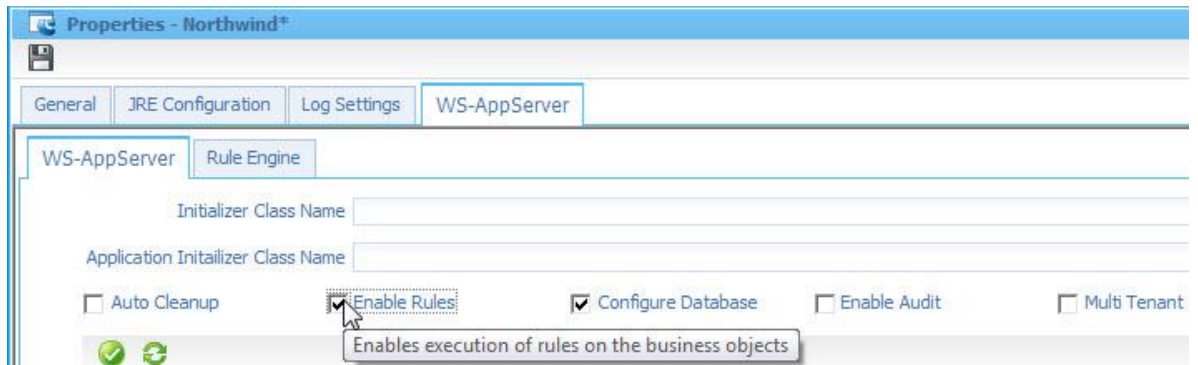 Properties - Northwind*
General JRE Configuration Log Settings WS-AppServer
WS-AppServer Rule Engine
Initializer Class Name
Application Initailizer Class Name
Auto Cleanup Enable Rules Configure Database Enable Audit Multi Tenant
Enables execution of rules on the business objects